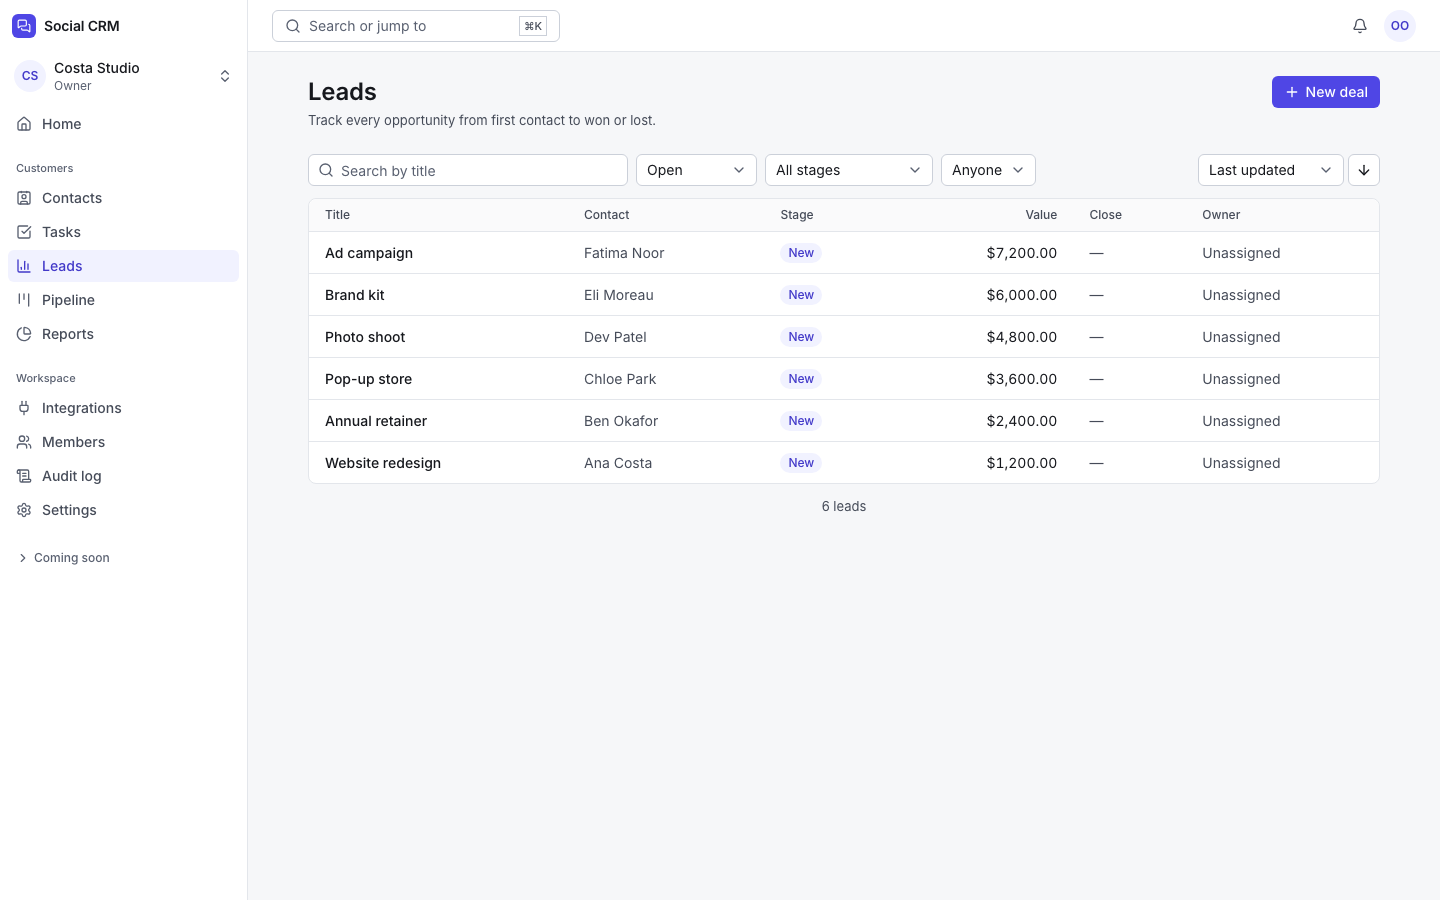 Social CRM
CS
Costa Studio
Owner
Home
Customers
Contacts
Tasks
Leads
Pipeline
Reports
Workspace
Integrations
Members
Audit log
Settings
Coming soon
Search or jump to ⌘K
OO
Leads
New deal
Track every opportunity from first contact to won or lost.
Search by title Open All stages Anyone Last updated
Title Contact Stage Value Close Owner
Ad campaign Fatima Noor New $7,200.00 — Unassigned
Brand kit Eli Moreau New $6,000.00 — Unassigned
Photo shoot Dev Patel New $4,800.00 — Unassigned
Pop-up store Chloe Park New $3,600.00 — Unassigned
Annual retainer Ben Okafor New $2,400.00 — Unassigned
Website redesign Ana Costa New $1,200.00 — Unassigned
6 leads